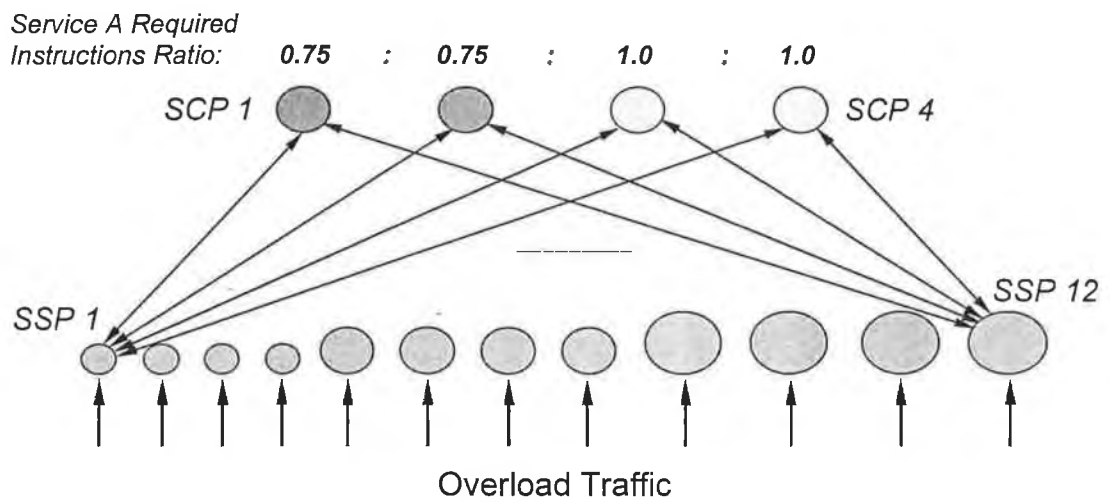 Service A Required
Instructions Ratio: 0.75 : 0.75 : 1.0 : 1.0
SCP 1 SCP 4
SSP 12
SSP 1
Overload Traffic